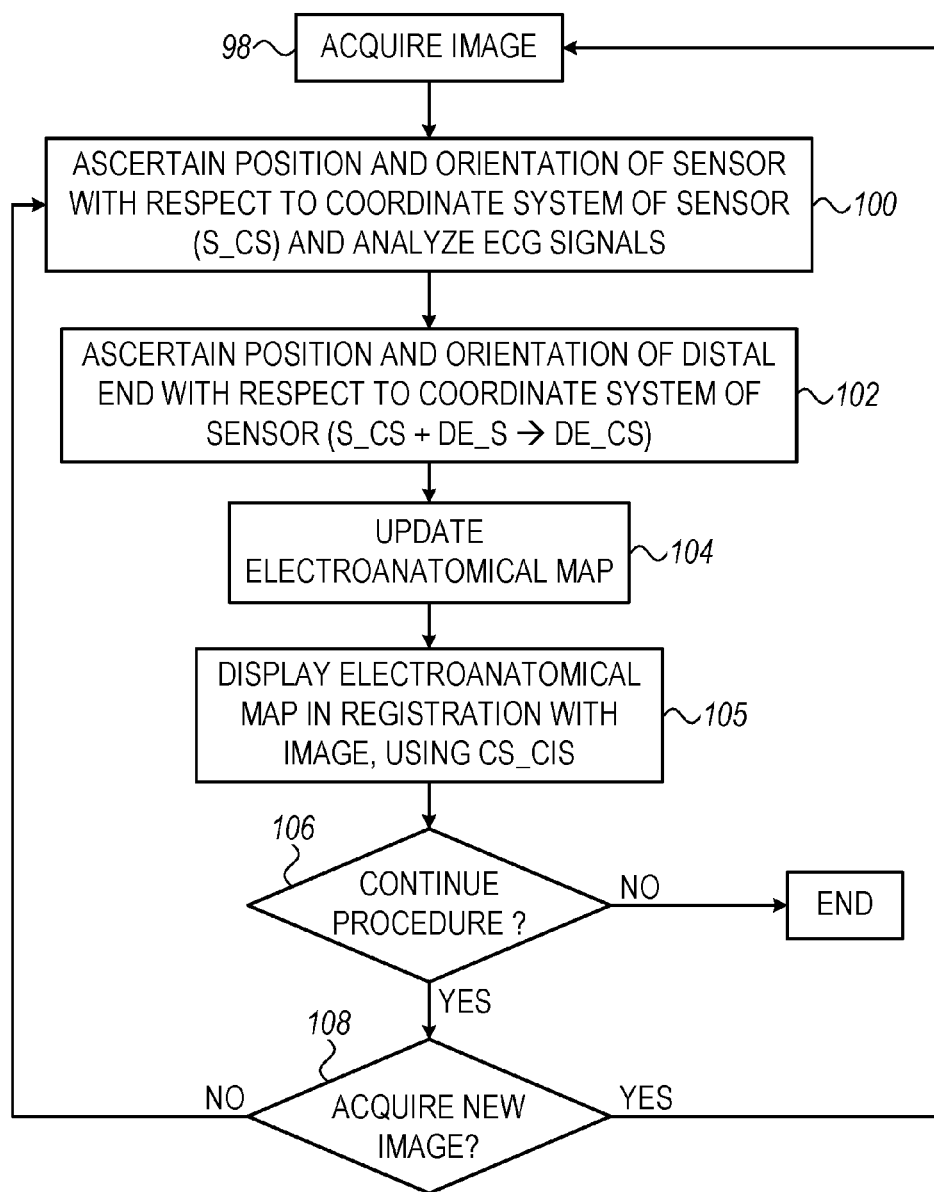 98
ACQUIRE IMAGE
ASCERTAIN POSITION AND ORIENTATION OF SENSOR
WITH RESPECT TO COORDINATE SYSTEM OF SENSOR
(S_CS) AND ANALYZE ECG SIGNALS
100
ASCERTAIN POSITION AND ORIENTATION OF DISTAL
END WITH RESPECT TO COORDINATE SYSTEM OF
SENSOR (S_CS + DE_S → DE_CS)
102
UPDATE
ELECTROANATOMICAL MAP
104
DISPLAY ELECTROANATOMICAL
MAP IN REGISTRATION WITH
IMAGE, USING CS_CIS
105
106
CONTINUE
PROCEDURE ?
NO
END
YES
108
NO
ACQUIRE NEW
IMAGE?
YES